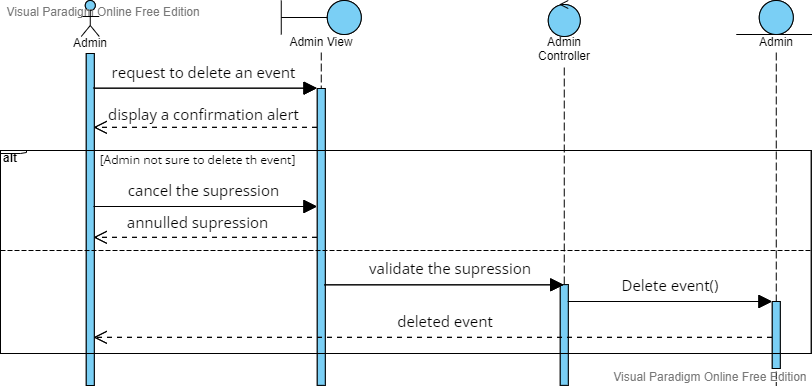 Visual Paradigm Online Free Edition
Admin
Admin View
Admin
Controller
Admin
request to delete an event
display a confirmation alert
alt
[Admin not sure to delete th event]
cancel the supression
annulled supression
validate the supression
Delete event()
deleted event
Visual Paradigm Online Free Edition